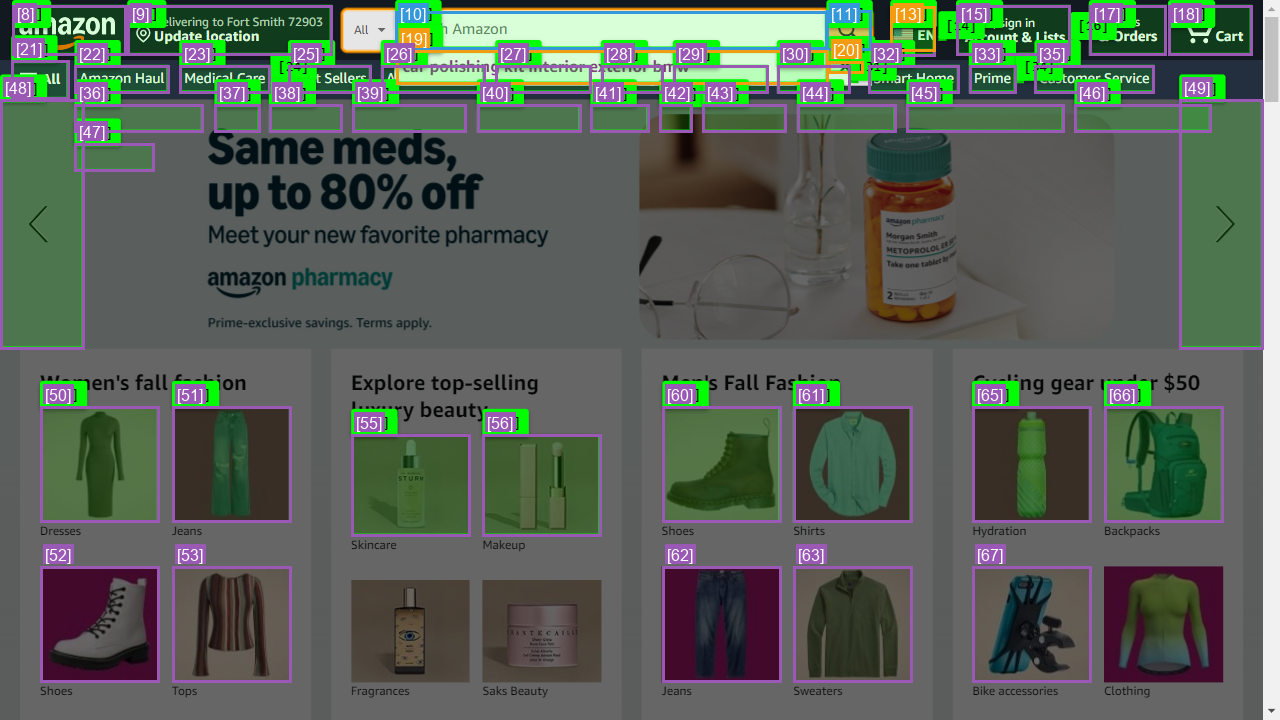 [8]
[9]
[10]
[11]
[13]
[15]
[17]
[18]
amazon
elivering to Fort Smith 72903
Update location
All
Amazon
EN
gn in
count & Lists
Orders
Cart
[19]
[20]
[21]
[22]
[23]
[25]
[26]
[27]
[28]
[29]
[30]
[32]
[33]
[35]
car polishing kit interior exterior bmw
All
Amazon Haul
Medical Care
Sellers
Smart Home
Prime
Customer Service
[48]
[36]
[37]
[38]
[39]
[40]
[41]
[42]
[43]
[44]
[45]
[46]
[49]
[47]
Same meds,
up to 80% off
Meet your new favorite pharmacy
amazon pharmacy
Prime-exclusive savings. Terms apply.
amazon pharmacy
Morgan Smith
METOPROLOL ER
Take one tablet by
Women's fall fashion
Explore top-selling
luxury beauty
Men's Fall Fashion
Cycling gear under $50
[50]
[51]
[55]
[56]
[60]
[61]
[65]
[66]
STURM
Dresses
Jeans
Skincare
Makeup
Shoes
Shirts
Hydration
Backpacks
[52]
[53]
[62]
[63]
[67]
CHANTECAILLE
Shoes
Tops
Fragrances
Saks Beauty
Jeans
Sweaters
Bike accessories
Clothing